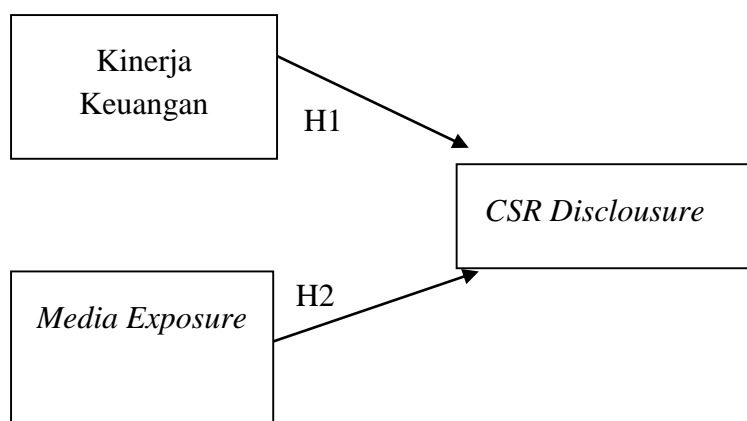 Kinerja
Keuangan
H1
CSR Disclousure
H2
Media Exposure